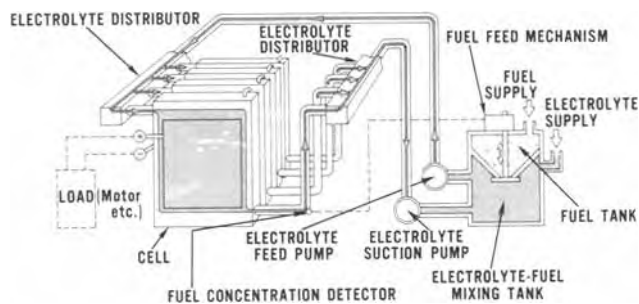 ELECTROLYTE DISTRIBUTOR
ELECTROLYTE
DISTRIBUTOR
FUEL FEED MECHANISM
FUEL
SUPPLY
ELECTROLYTE
SUPPLY
LOAD (Motor
etc.)
CELL
FUEL CONCENTRATION DETECTOR
ELECTROLYTE
FEED PUMP
ELECTROLYTE
SUCTION PUMP
FUEL TANK
ELECTROLYTE-FUEL
MIXING TANK